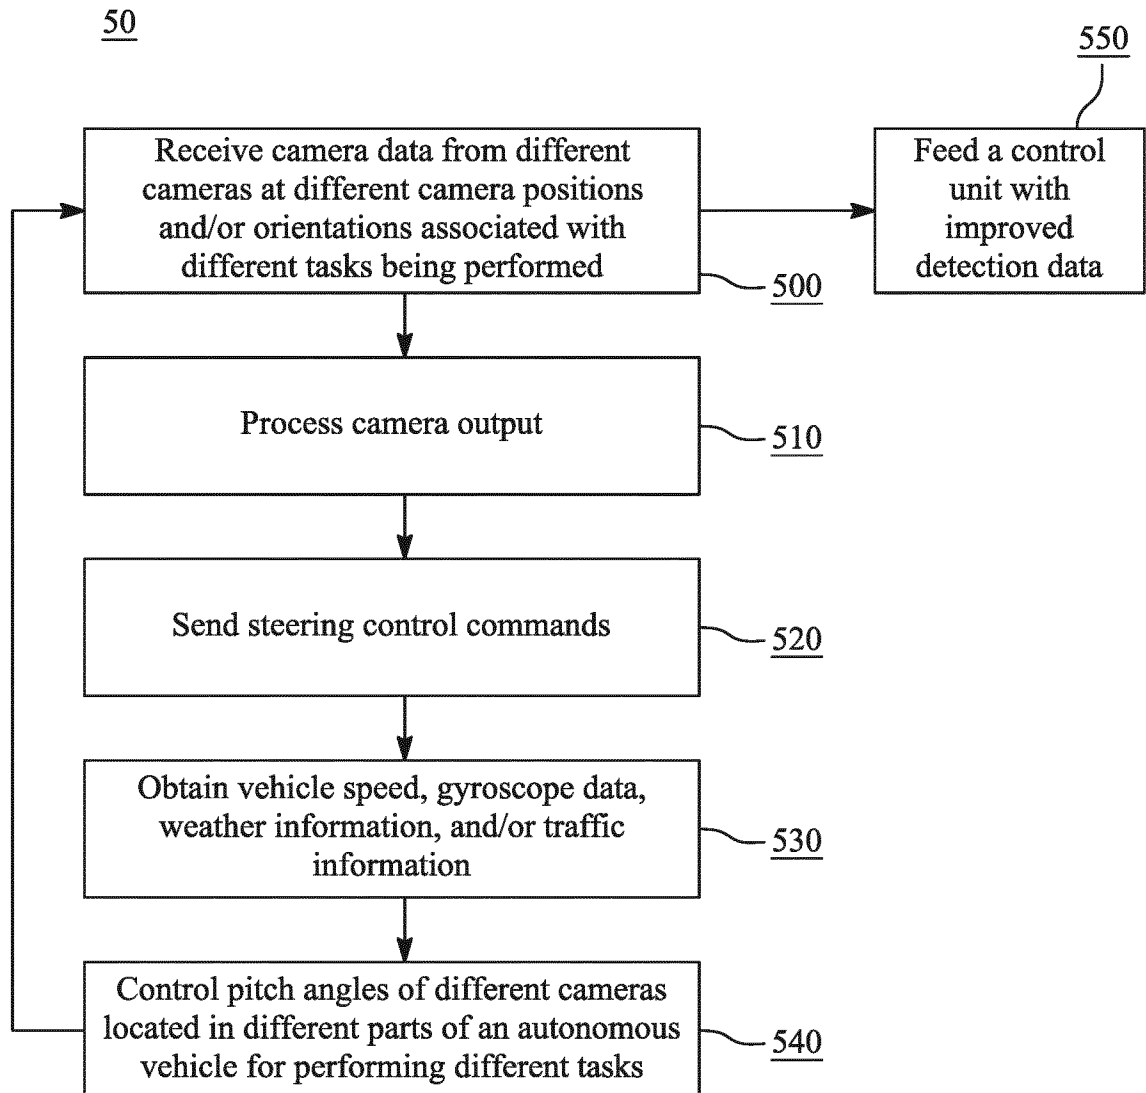 50
550
Receive camera data from different
cameras at different camera positions
and/or orientations associated with
different tasks being performed
500
Feed a control
unit with
improved
detection data
Process camera output
510
Send steering control commands
520
Obtain vehicle speed, gyroscope data,
weather information, and/or traffic
information
530
Control pitch angles of different cameras
located in different parts of an autonomous
vehicle for performing different tasks
540